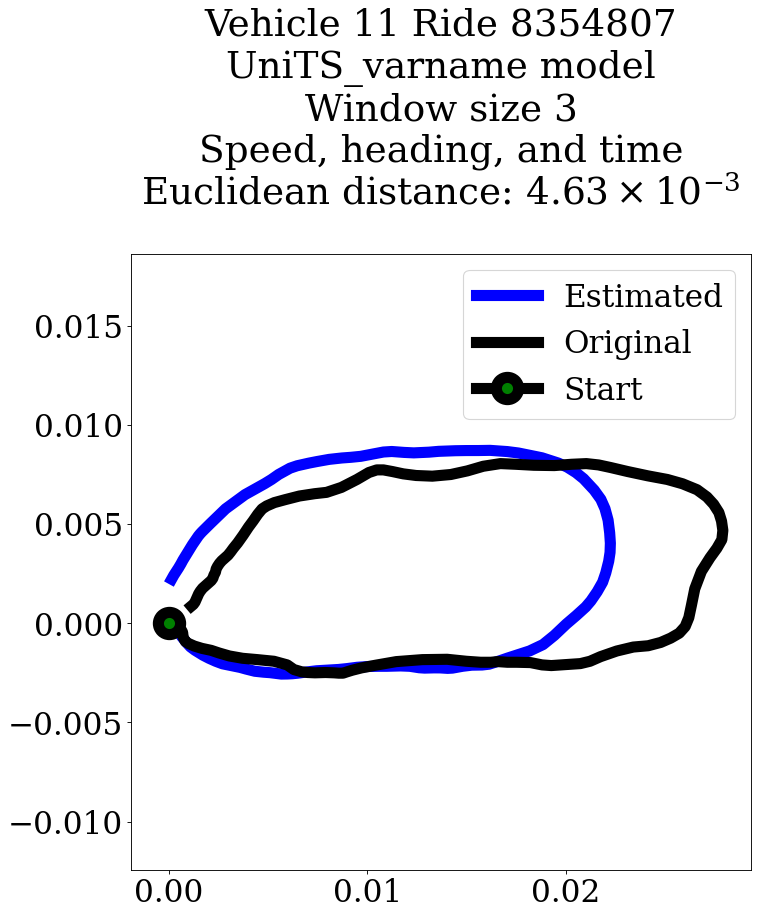 Vehicle 11 Ride 8354807
UniTS_varname model
Window size 3
Speed, heading, and time
Euclidean distance: 4.63 × 10⁻³
Estimated
Original
Start
0.015
0.010
0.005
0.000
−0.005
−0.010
0.00 0.01 0.02